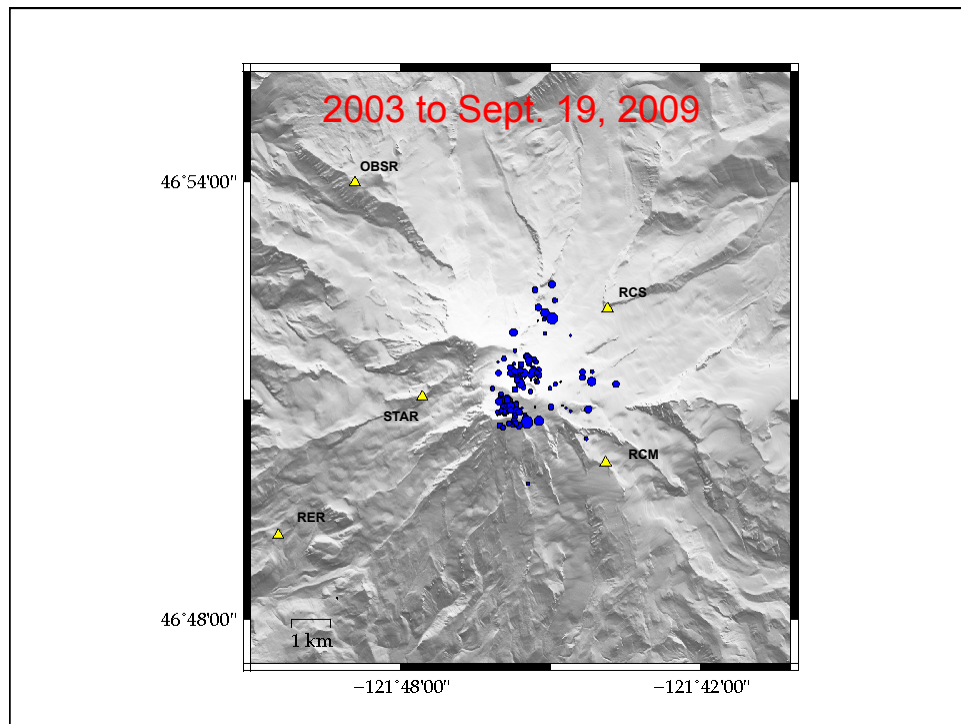 2003 to Sept. 19, 2009
OBSR
46˚54'00"
RCS
STAR
RCM
RER
46˚48'00"
1 km
−121˚48'00"
−121˚42'00"